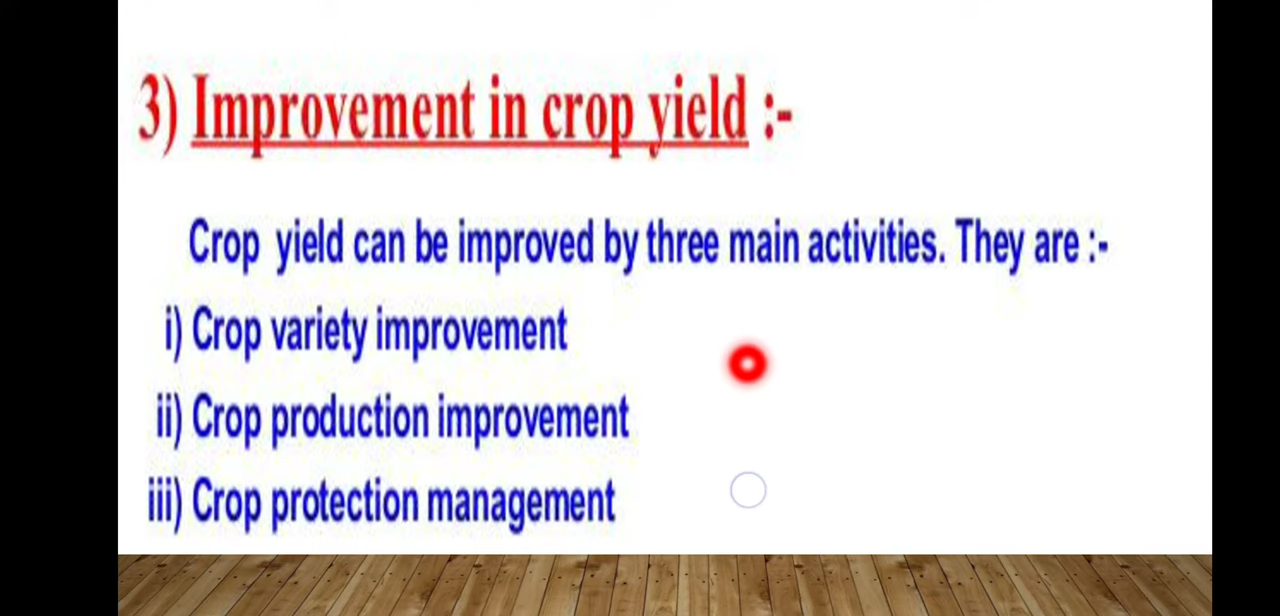 3) Improvement in crop yield :-
Crop yield can be improved by three main activities. They are :-
i) Crop variety improvement
ii) Crop production improvement
iii) Crop protection management